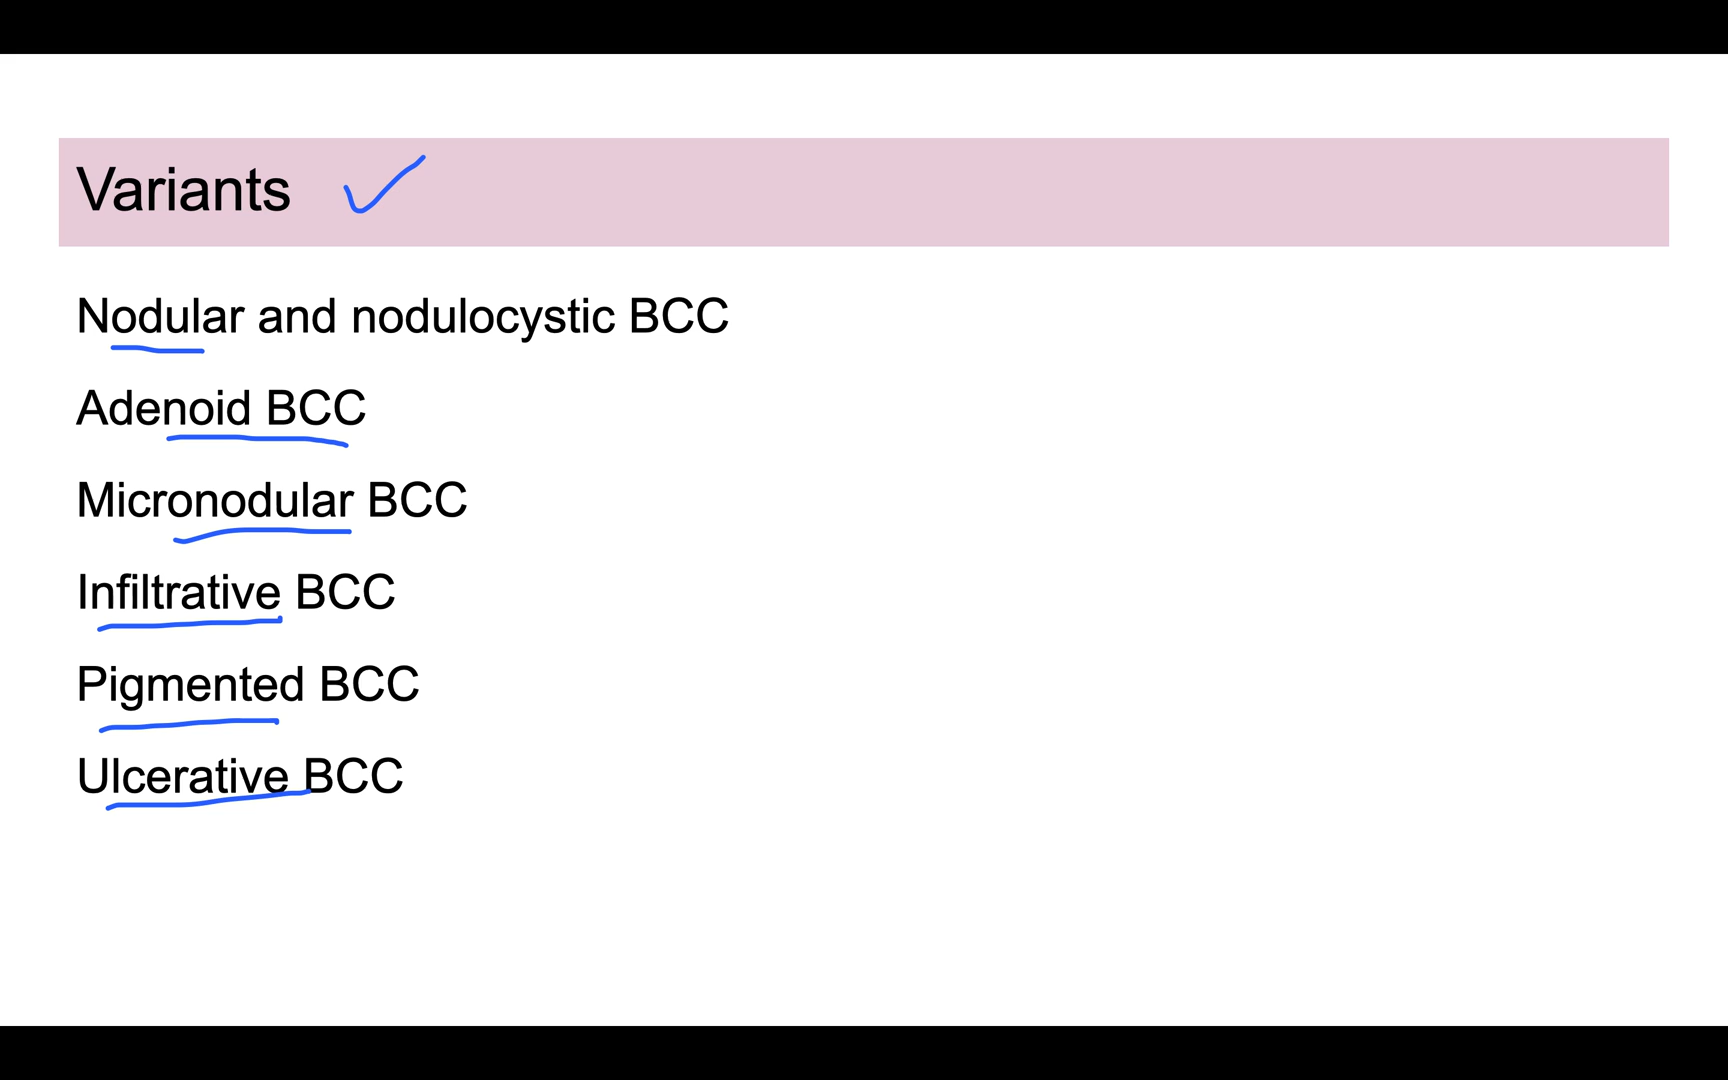 Variants
Nodular and nodulocystic BCC
Adenoid BCC
Micronodular BCC
Infiltrative BCC
Pigmented BCC
Ulcerative BCC